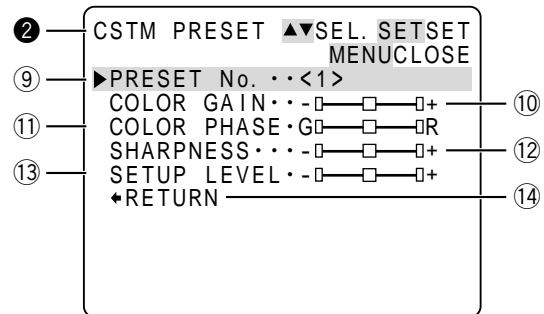 ❷ CSTM PRESET ▲▼SEL. SETSET
MENUCLOSE
⑨ ▶PRESET No. ··<1>
COLOR GAIN··-+ ⑩
⑪ COLOR PHASE·GR
SHARPNESS···-+ ⑫
⑬ SETUP LEVEL·-+
←RETURN ⑭